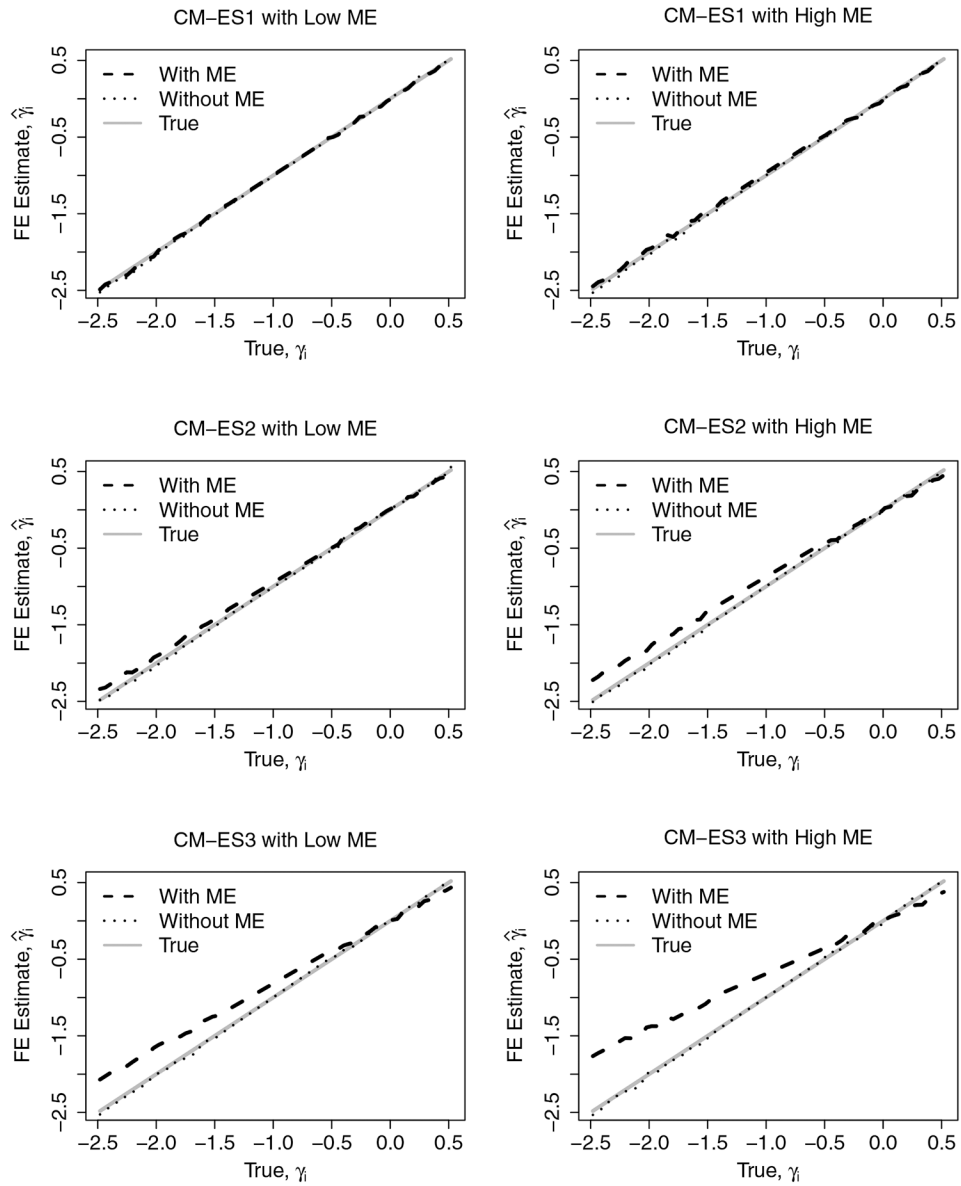 CM−ES1 with Low ME
FE Estimate, γ̂i
0.5
−0.5
−1.5
−2.5
With ME
Without ME
True
−2.5 −2.0 −1.5 −1.0 −0.5 0.0 0.5
True, γi
CM−ES1 with High ME
FE Estimate, γ̂i
0.5
−0.5
−1.5
−2.5
With ME
Without ME
True
−2.5 −2.0 −1.5 −1.0 −0.5 0.0 0.5
True, γi
CM−ES2 with Low ME
FE Estimate, γ̂i
0.5
−0.5
−1.5
−2.5
With ME
Without ME
True
−2.5 −2.0 −1.5 −1.0 −0.5 0.0 0.5
True, γi
CM−ES2 with High ME
FE Estimate, γ̂i
0.5
−0.5
−1.5
−2.5
With ME
Without ME
True
−2.5 −2.0 −1.5 −1.0 −0.5 0.0 0.5
True, γi
CM−ES3 with Low ME
FE Estimate, γ̂i
0.5
−0.5
−1.5
−2.5
With ME
Without ME
True
−2.5 −2.0 −1.5 −1.0 −0.5 0.0 0.5
True, γi
CM−ES3 with High ME
FE Estimate, γ̂i
0.5
−0.5
−1.5
−2.5
With ME
Without ME
True
−2.5 −2.0 −1.5 −1.0 −0.5 0.0 0.5
True, γi